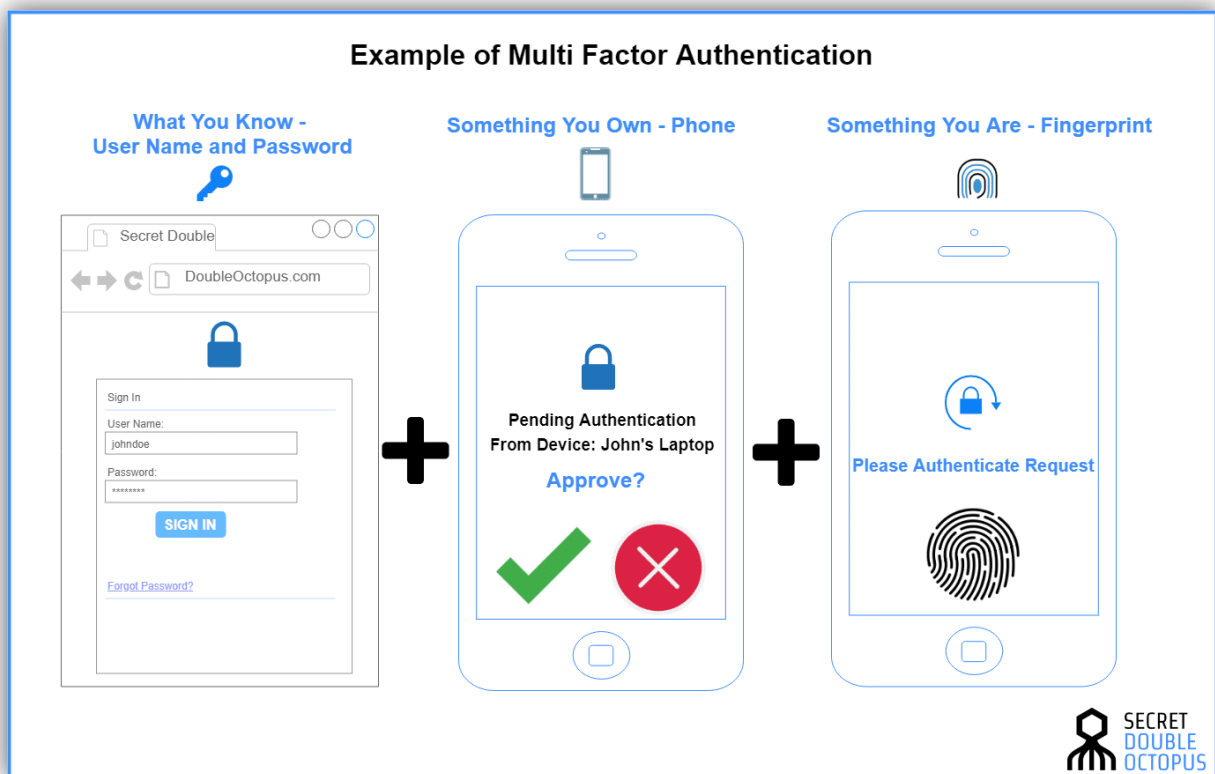 Example of Multi Factor Authentication
What You Know -
User Name and Password
Something You Own - Phone
Something You Are - Fingerprint
Secret Double
DoubleOctopus.com
Sign In
User Name:
johndoe
Password:
********
SIGN IN
Forgot Password?
Pending Authentication
From Device: John's Laptop
Approve?
Please Authenticate Request
SECRET
DOUBLE
OCTOPUS